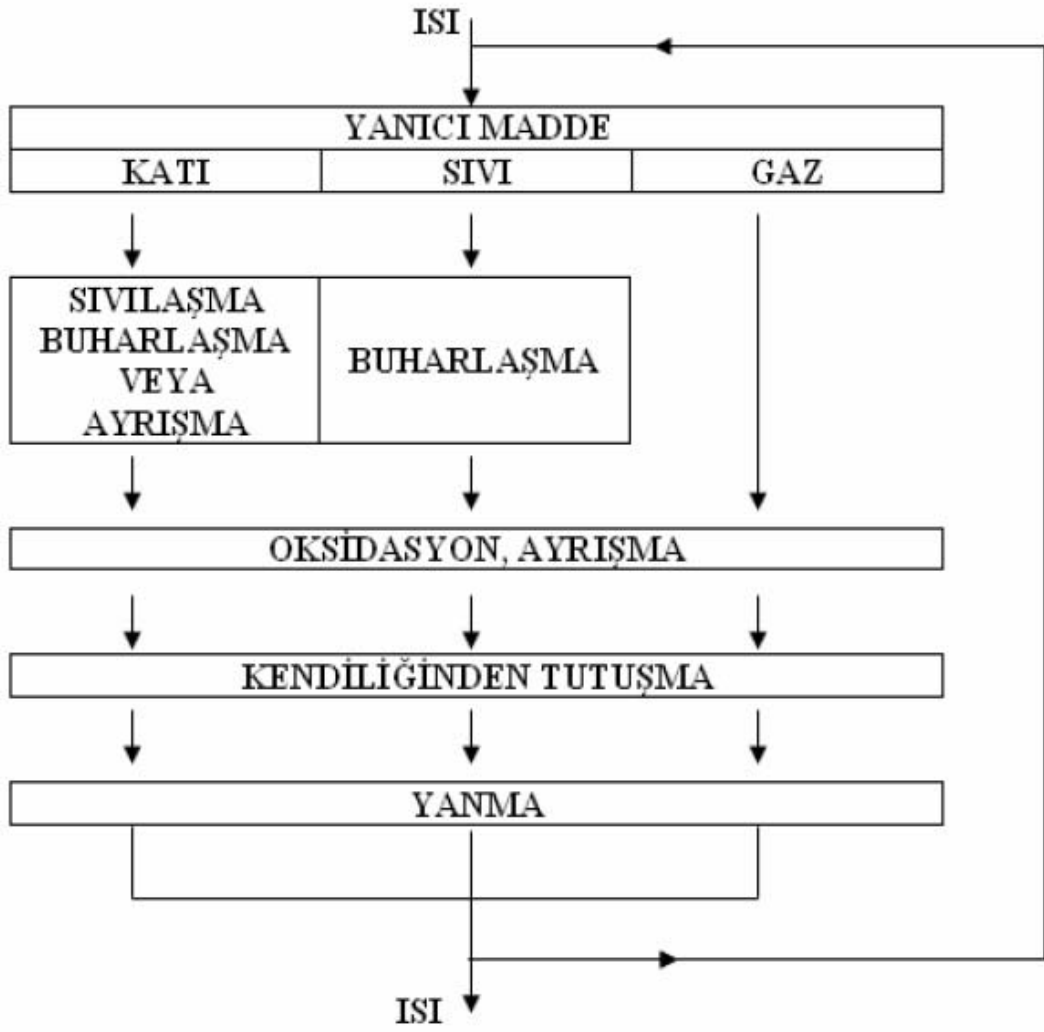 ISI
YANICI MADDE
KATI
SIVI
GAZ
SIVILAŞMA
BUHARLAŞMA
VEYA
AYRIŞMA
BUHARLAŞMA
OKSİDASYON, AYRIŞMA
KENDİLİĞİNDEN TUTUŞMA
YANMA
ISI